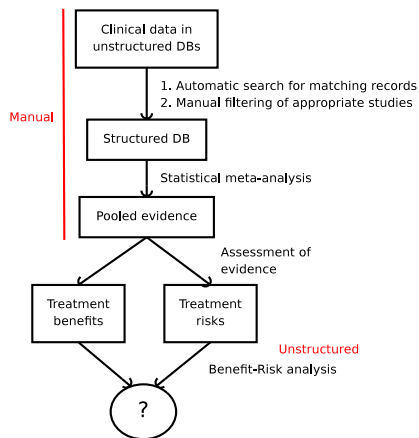 Clinical data in
unstructured DBs
1. Automatic search for matching records
2. Manual filtering of appropriate studies
Manual
Structured DB
Statistical meta-analysis
Pooled evidence
Assessment of
evidence
Treatment
benefits
Treatment
risks
Unstructured
Benefit-Risk analysis
?